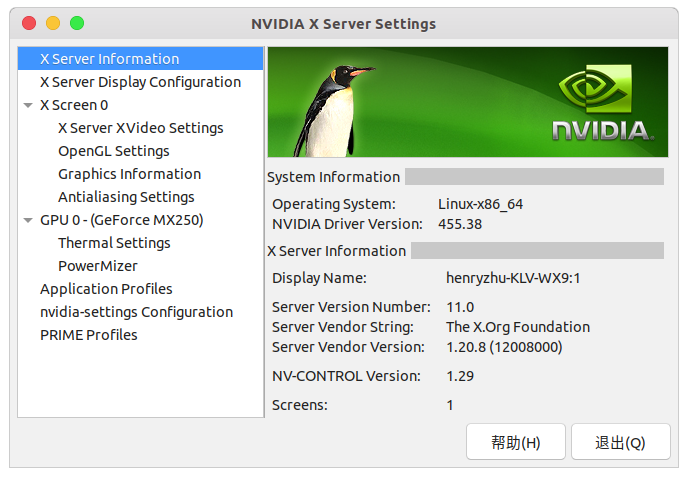 NVIDIA X Server Settings
X Server Information
X Server Display Configuration
X Screen 0
X Server XVideo Settings
OpenGL Settings
Graphics Information
Antialiasing Settings
GPU 0 - (GeForce MX250)
Thermal Settings
PowerMizer
Application Profiles
nvidia-settings Configuration
PRIME Profiles
NVIDIA.
System Information
Operating System: Linux-x86_64
NVIDIA Driver Version: 455.38
X Server Information
Display Name: henryzhu-KLV-WX9:1
Server Version Number: 11.0
Server Vendor String: The X.Org Foundation
Server Vendor Version: 1.20.8 (12008000)
NV-CONTROL Version: 1.29
Screens: 1
帮助(H) 退出(Q)